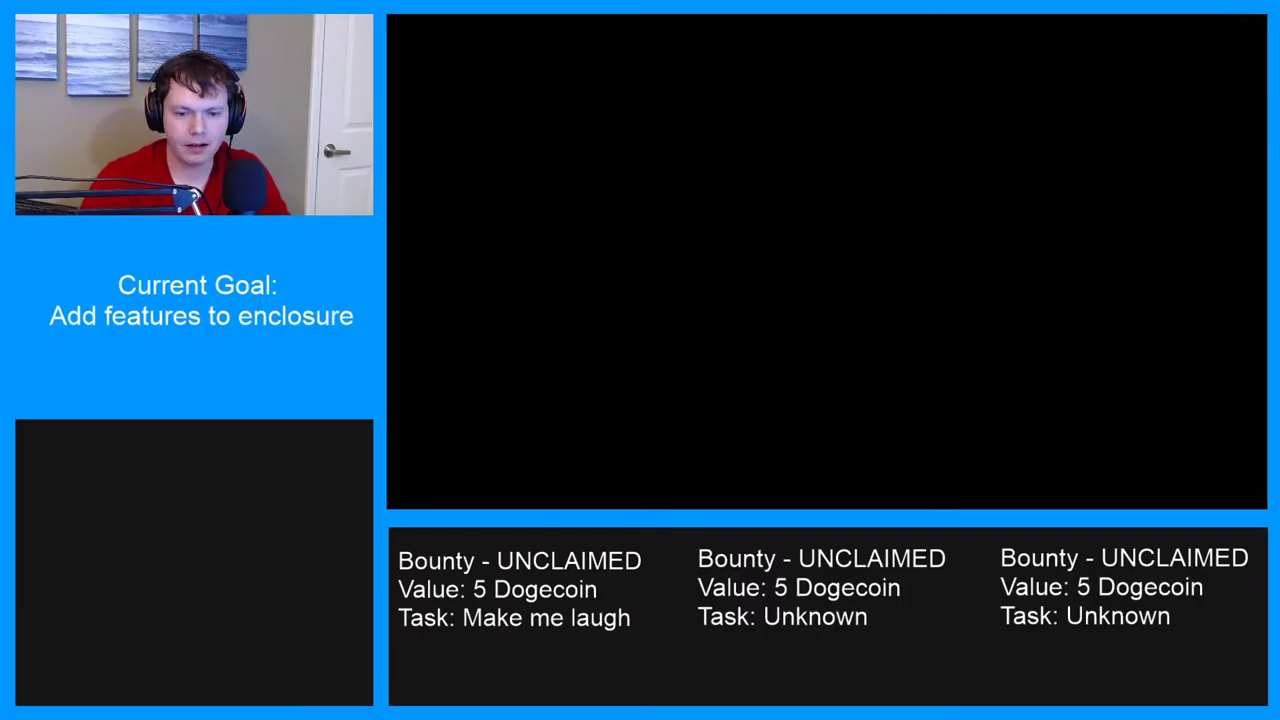 Current Goal:
Add features to enclosure
Bounty - UNCLAIMED
Value: 5 Dogecoin
Task: Make me laugh
Bounty - UNCLAIMED
Value: 5 Dogecoin
Task: Unknown
Bounty - UNCLAIMED
Value: 5 Dogecoin
Task: Unknown